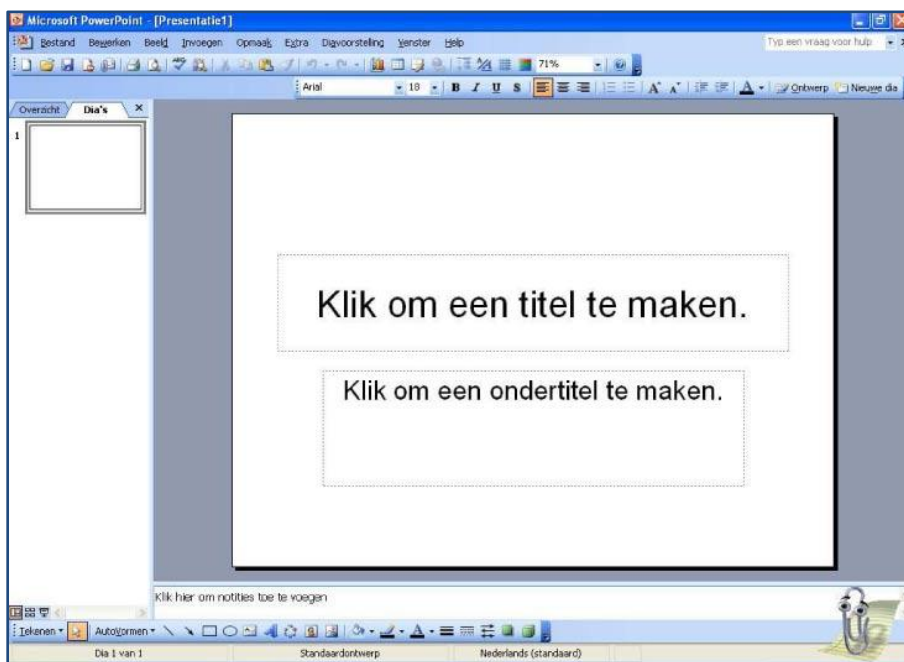 Microsoft PowerPoint - [Presentatie1]
Bestand Bewerken Beeld Invoegen Opmaak Extra Diavoorstelling Venster Help Typ een vraag voor hulp
71%
Arial 18 B I U S A A A Ontwerp Nieuwe dia
Overzicht Dia's
1
Klik om een titel te maken.
Klik om een ondertitel te maken.
Klik hier om notities toe te voegen
Tekenen AutoVormen A
Dia 1 van 1 Standaardontwerp Nederlands (standaard)